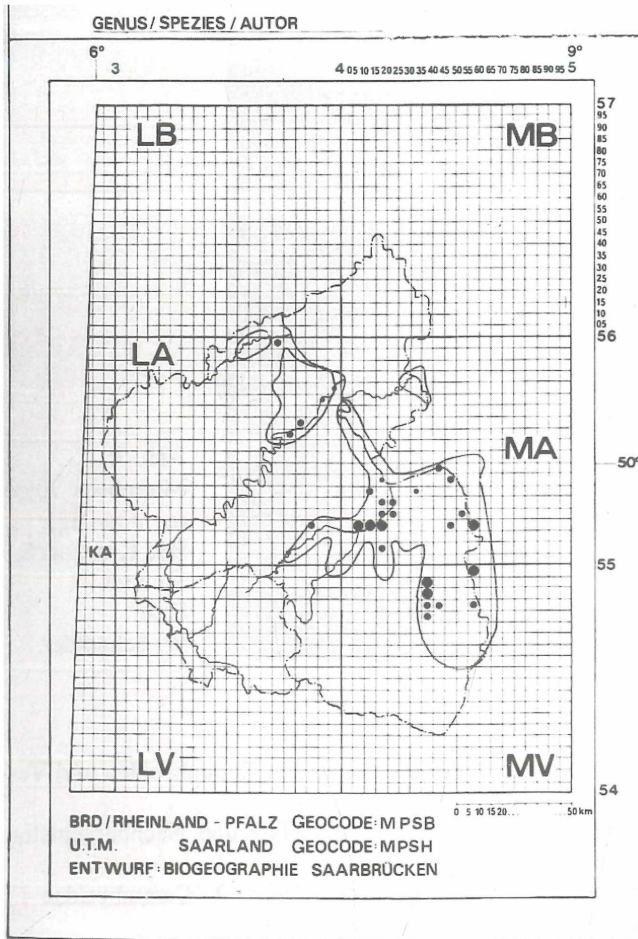 GENUS/SPEZIES/AUTOR
6° 9°
3 4 05 10 15 20 25 30 35 40 45 50 55 60 65 70 75 80 85 90 95 5
57
LB MB
95
90
85
80
75
70
65
60
55
50
45
40
35
30
25
20
15
10
05
56
LA
MA
50°
KA
55
LV MV
54
0 5 10 15 20... ...50 km
BRD/RHEINLAND - PFALZ GEOCODE: MPSB
U.T.M. SAARLAND GEOCODE: MPSH
ENTWURF: BIOGEOGRAPHIE SAARBRÜCKEN